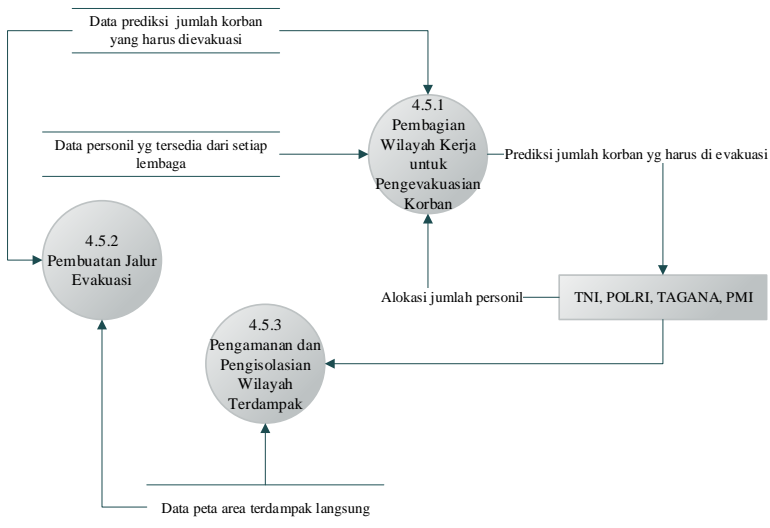 Data prediksi jumlah korban
yang harus dievakuasi
4.5.1
Pembagian
Wilayah Kerja
untuk
Pengevakuasian
Korban
Data personil yg tersedia dari setiap
lembaga
Prediksi jumlah korban yg harus di evakuasi
4.5.2
Pembuatan Jalur
Evakuasi
Alokasi jumlah personil
TNI, POLRI, TAGANA, PMI
4.5.3
Pengamanan dan
Pengisolasian
Wilayah
Terdampak
Data peta area terdampak langsung